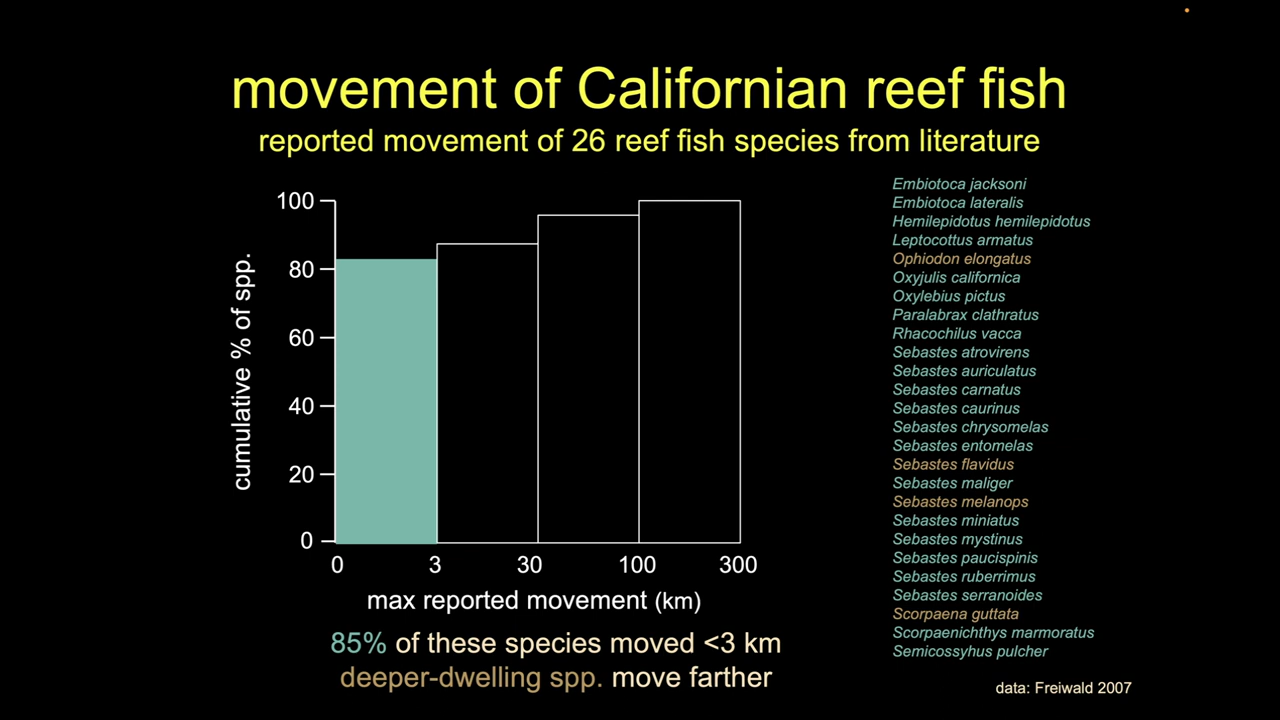 movement of Californian reef fish
reported movement of 26 reef fish species from literature
cumulative % of spp.
100
80
60
40
20
0
0 3 30 100 300
max reported movement (km)
85% of these species moved <3 km
deeper-dwelling spp. move farther
Embiotoca jacksoni
Embiotoca lateralis
Hemilepidotus hemilepidotus
Leptocottus armatus
Ophiodon elongatus
Oxyjulis californica
Oxylebius pictus
Paralabrax clathratus
Rhacochilus vacca
Sebastes atrovirens
Sebastes auriculatus
Sebastes carnatus
Sebastes caurinus
Sebastes chrysomelas
Sebastes entomelas
Sebastes flavidus
Sebastes maliger
Sebastes melanops
Sebastes miniatus
Sebastes mystinus
Sebastes paucispinis
Sebastes ruberrimus
Sebastes serranoides
Scorpaena guttata
Scorpaenichthys marmoratus
Semicossyhus pulcher
data: Freiwald 2007